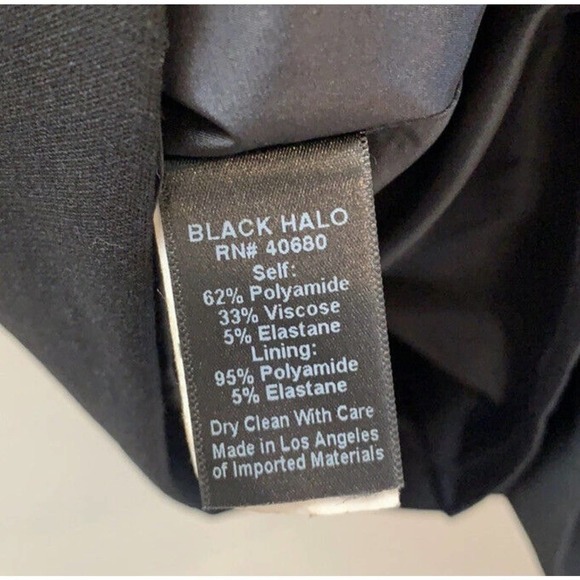 BLACK HALO
RN# 40680
Self:
62% Polyamide
33% Viscose
5% Elastane
Lining:
95% Polyamide
5% Elastane
Dry Clean With Care
Made in Los Angeles
of Imported Materials